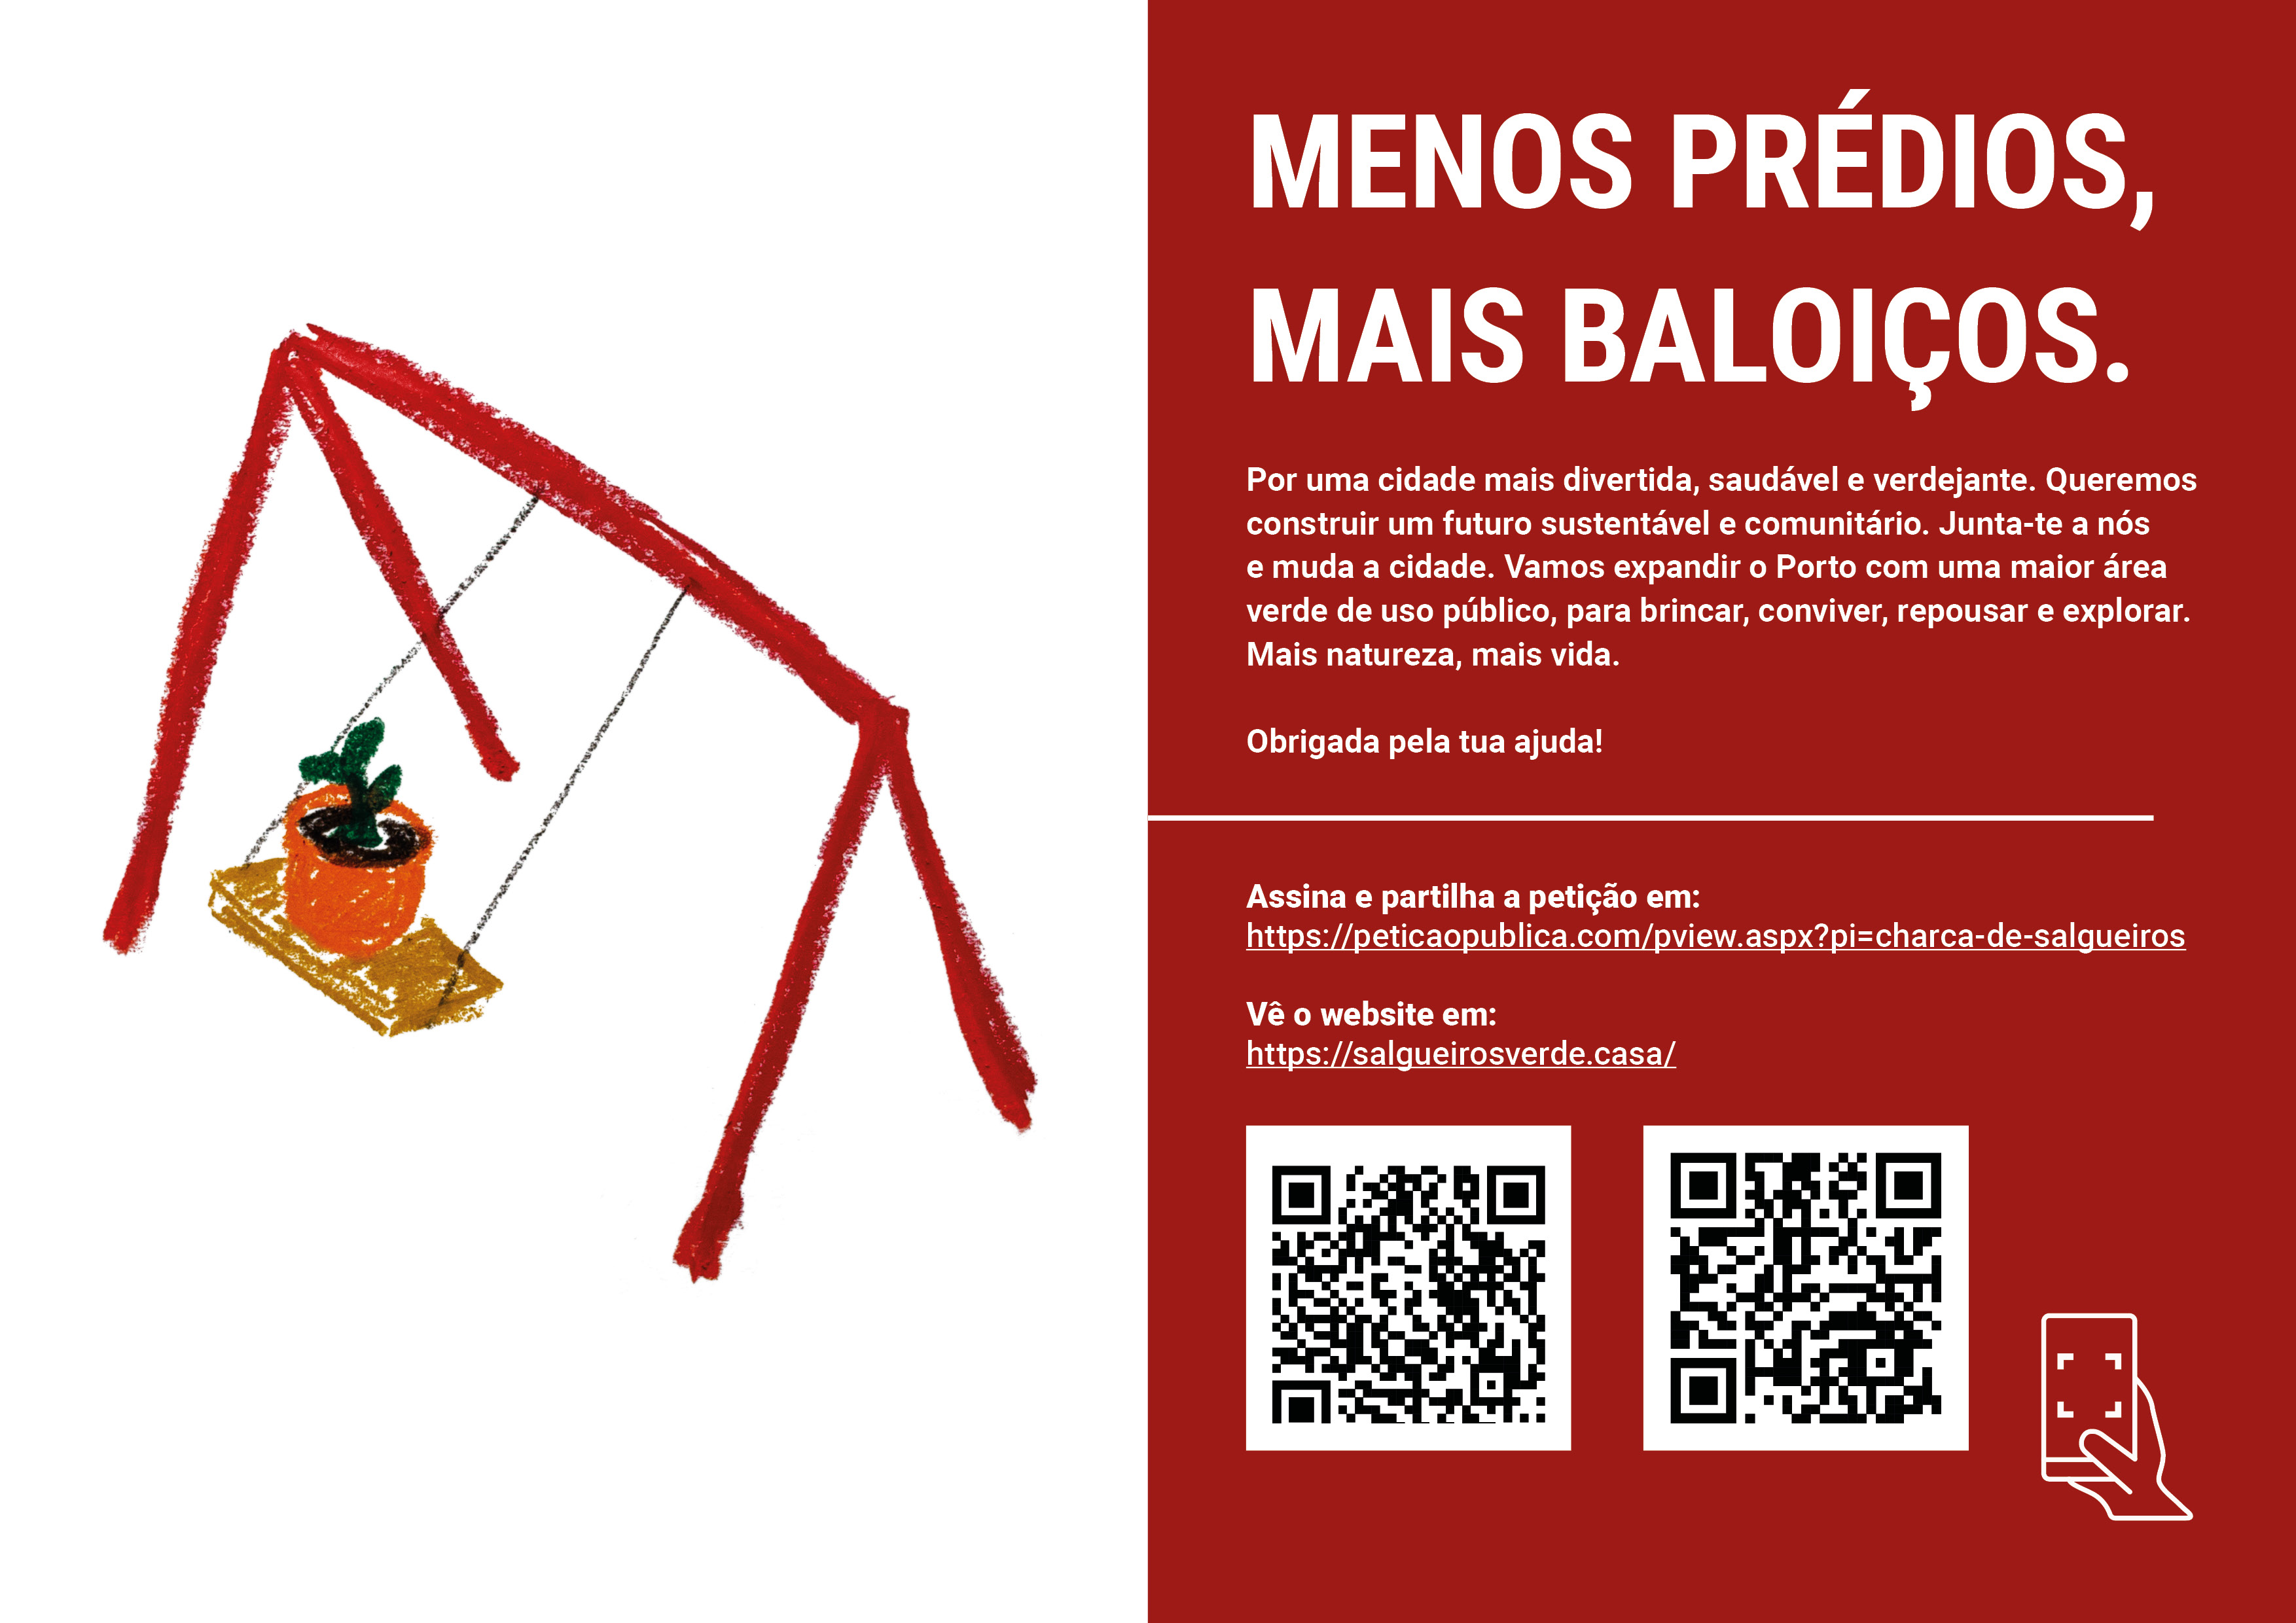 MENOS PRÉDIOS,
MAIS BALOIÇOS.
Por uma cidade mais divertida, saudável e verdejante. Queremos
construir um futuro sustentável e comunitário. Junta-te a nós
e muda a cidade. Vamos expandir o Porto com uma maior área
verde de uso público, para brincar, conviver, repousar e explorar.
Mais natureza, mais vida.
Obrigada pela tua ajuda!
Assina e partilha a petição em:
https://peticaopublica.com/pview.aspx?pi=charca-de-salgueiros
Vê o website em:
https://salgueirosverde.casa/